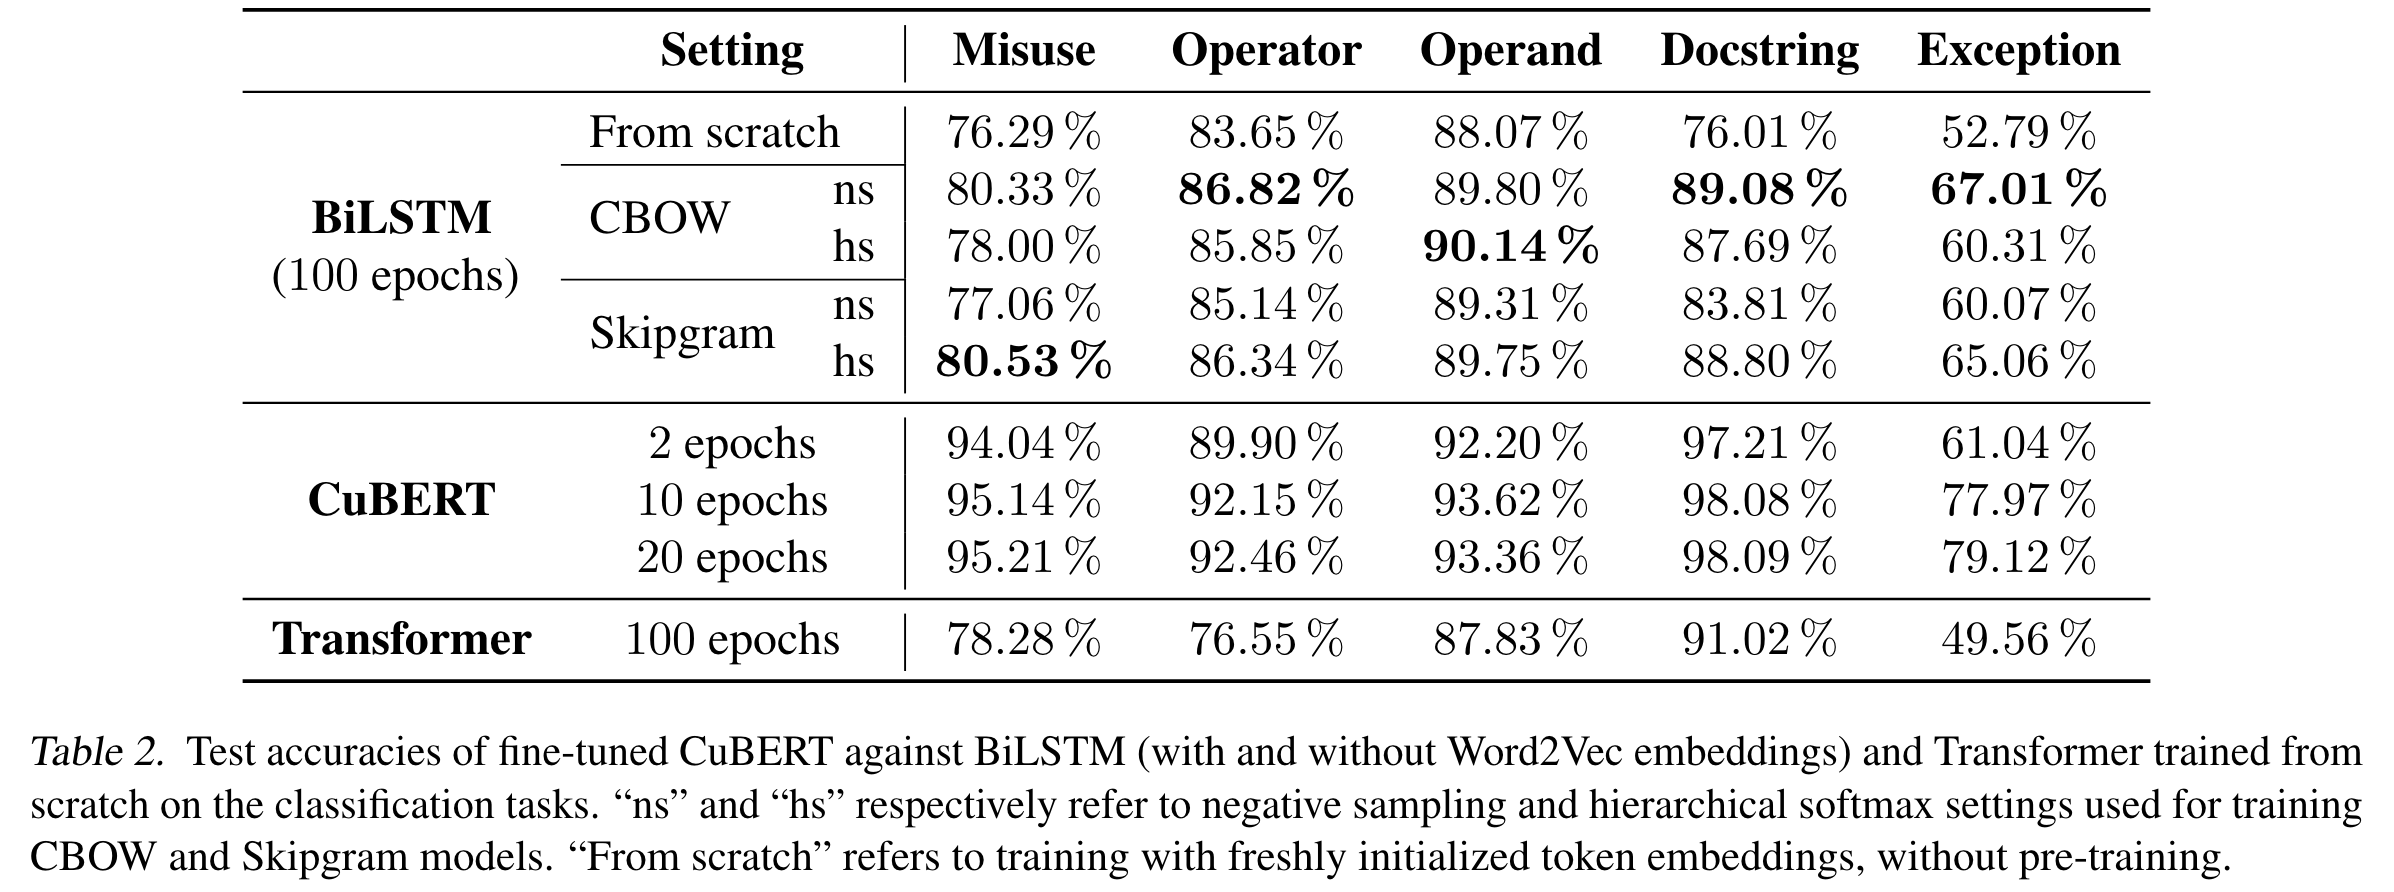 Setting Misuse Operator Operand Docstring Exception
From scratch 76.29 % 83.65 % 88.07 % 76.01 % 52.79 %
BiLSTM
(100 epochs)
CBOW
ns 80.33 % 86.82 % 89.80 % 89.08 % 67.01 %
hs 78.00 % 85.85 % 90.14 % 87.69 % 60.31 %
Skipgram
ns 77.06 % 85.14 % 89.31 % 83.81 % 60.07 %
hs 80.53 % 86.34 % 89.75 % 88.80 % 65.06 %
2 epochs 94.04 % 89.90 % 92.20 % 97.21 % 61.04 %
CuBERT 10 epochs 95.14 % 92.15 % 93.62 % 98.08 % 77.97 %
20 epochs 95.21 % 92.46 % 93.36 % 98.09 % 79.12 %
Transformer 100 epochs 78.28 % 76.55 % 87.83 % 91.02 % 49.56 %
Table 2. Test accuracies of fine-tuned CuBERT against BiLSTM (with and without Word2Vec embeddings) and Transformer trained from
scratch on the classification tasks. “ns” and “hs” respectively refer to negative sampling and hierarchical softmax settings used for training
CBOW and Skipgram models. “From scratch” refers to training with freshly initialized token embeddings, without pre-training.